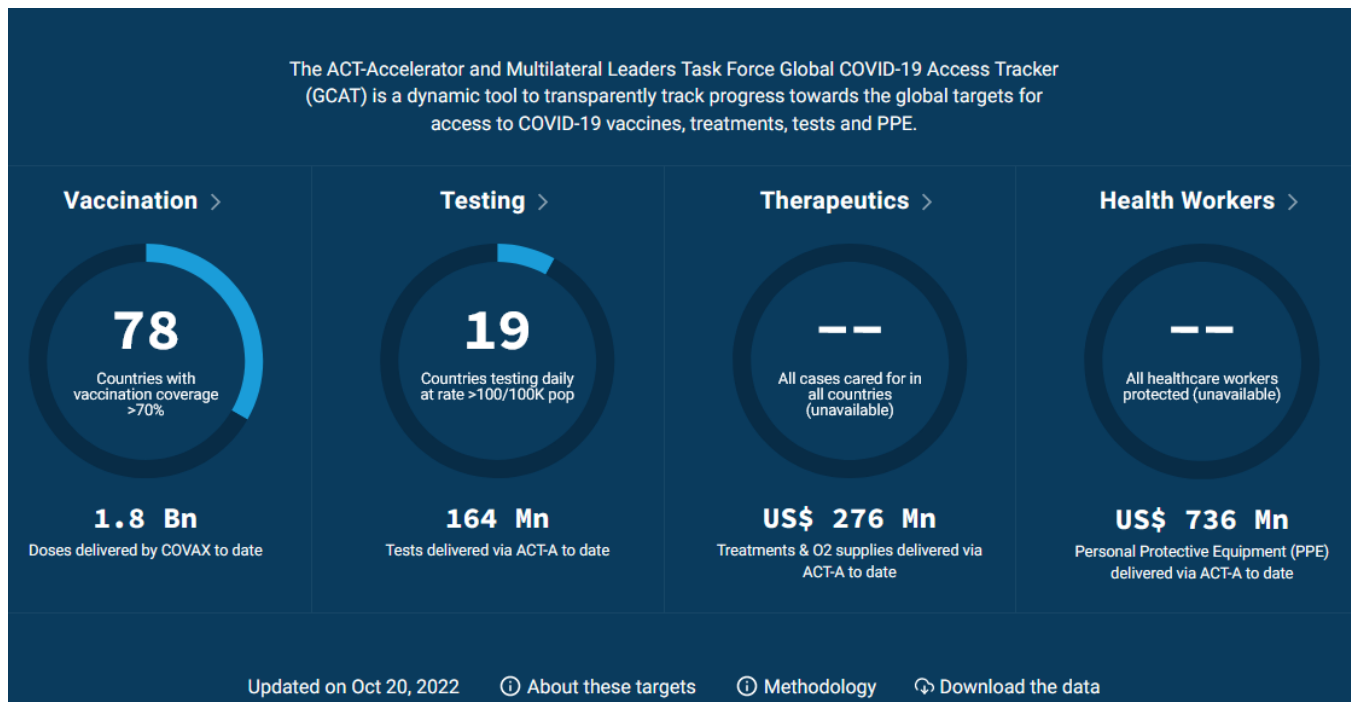 The ACT-Accelerator and Multilateral Leaders Task Force Global COVID-19 Access Tracker
(GCAT) is a dynamic tool to transparently track progress towards the global targets for
access to COVID-19 vaccines, treatments, tests and PPE.
Vaccination >
78
Countries with
vaccination coverage
>70%
1.8 Bn
Doses delivered by COVAX to date
Testing >
19
Countries testing daily
at rate >100/100K pop
164 Mn
Tests delivered via ACT-A to date
Therapeutics >
--
All cases cared for in
all countries
(unavailable)
US$ 276 Mn
Treatments & O2 supplies delivered via
ACT-A to date
Health Workers >
--
All healthcare workers
protected (unavailable)
US$ 736 Mn
Personal Protective Equipment (PPE)
delivered via ACT-A to date
Updated on Oct 20, 2022
About these targets
Methodology
Download the data